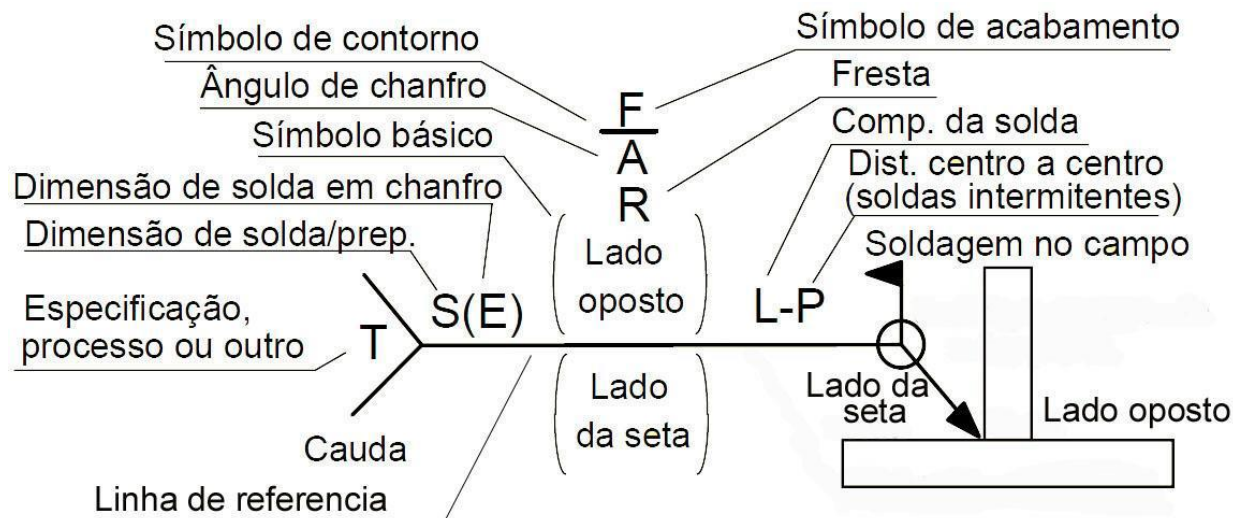 Símbolo de contorno
Ângulo de chanfro
Símbolo básico
Dimensão de solda em chanfro
Dimensão de solda/prep.
Especificação,
processo ou outro
T
S(E)
F
A
R
Símbolo de acabamento
Fresta
Comp. da solda
Dist. centro a centro
(soldas intermitentes)
Soldagem no campo
Lado
oposto
L-P
Lado
da seta
Lado da
seta
Lado oposto
Cauda
Linha de referencia